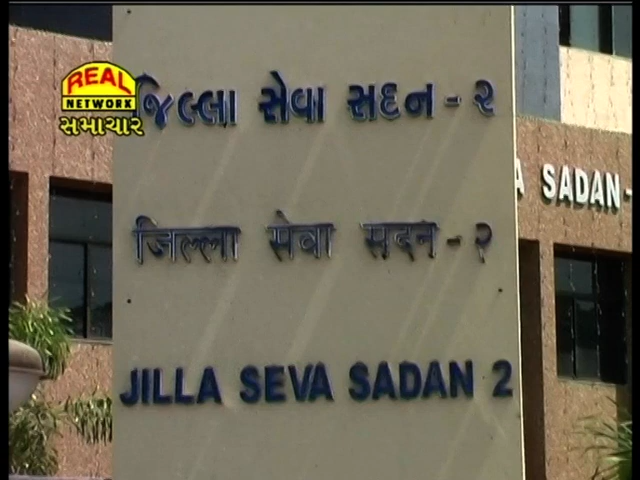 REAL
NETWORK
સમાચાર
જિલ્લા સેવા સદન - ૨
जिल्ला सेवा सदन - २
JILLA SEVA SADAN 2
A SADAN-